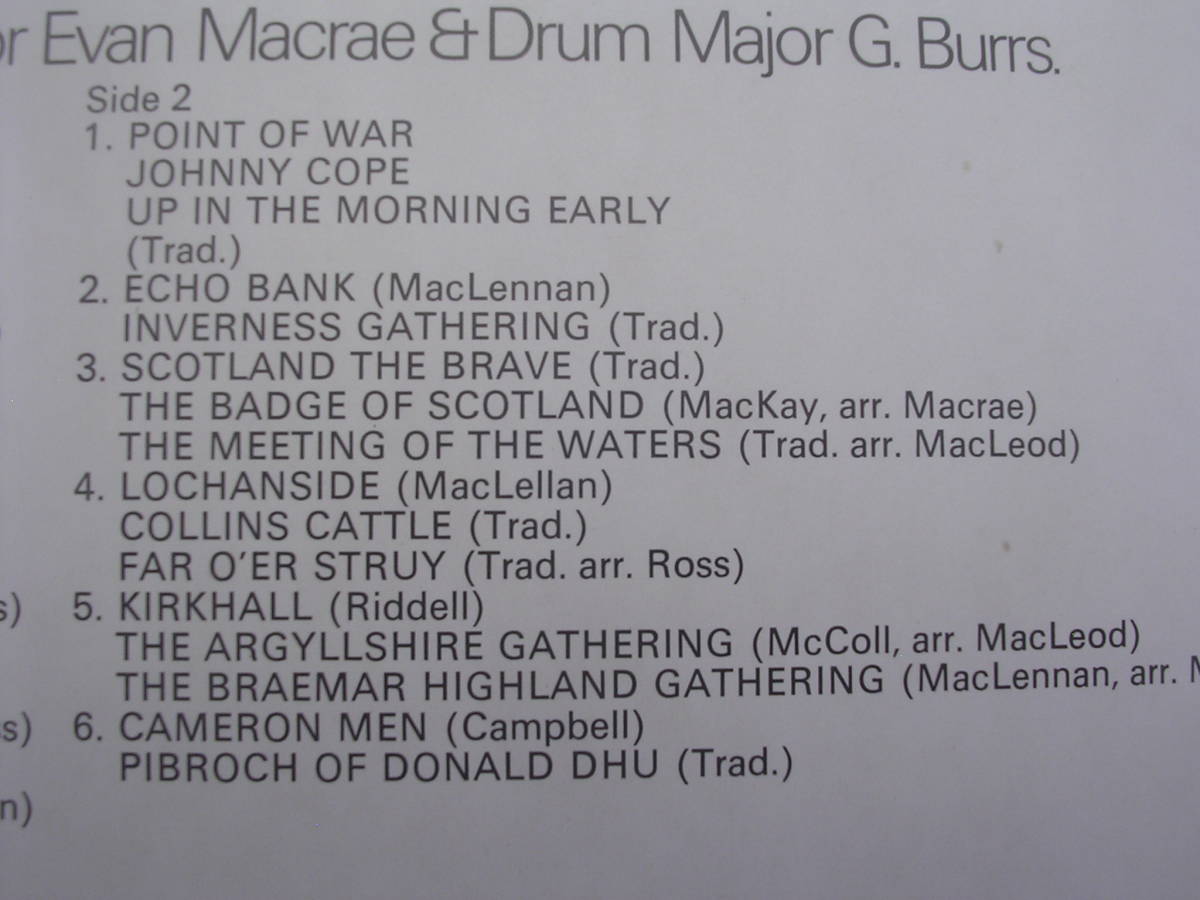 Evan Macrae & Drum Major G. Burrs.
Side 2
1. POINT OF WAR
JOHNNY COPE
UP IN THE MORNING EARLY
(Trad.)
2. ECHO BANK (MacLennan)
INVERNESS GATHERING (Trad.)
3. SCOTLAND THE BRAVE (Trad.)
THE BADGE OF SCOTLAND (MacKay, arr. Macrae)
THE MEETING OF THE WATERS (Trad. arr. MacLeod)
4. LOCHANSIDE (MacLellan)
COLLINS CATTLE (Trad.)
FAR O'ER STRUY (Trad. arr. Ross)
5. KIRKHALL (Riddell)
THE ARGYLLSHIRE GATHERING (McColl, arr. MacLeod)
THE BRAEMAR HIGHLAND GATHERING (MacLennan, arr.
6. CAMERON MEN (Campbell)
PIBROCH OF DONALD DHU (Trad.)